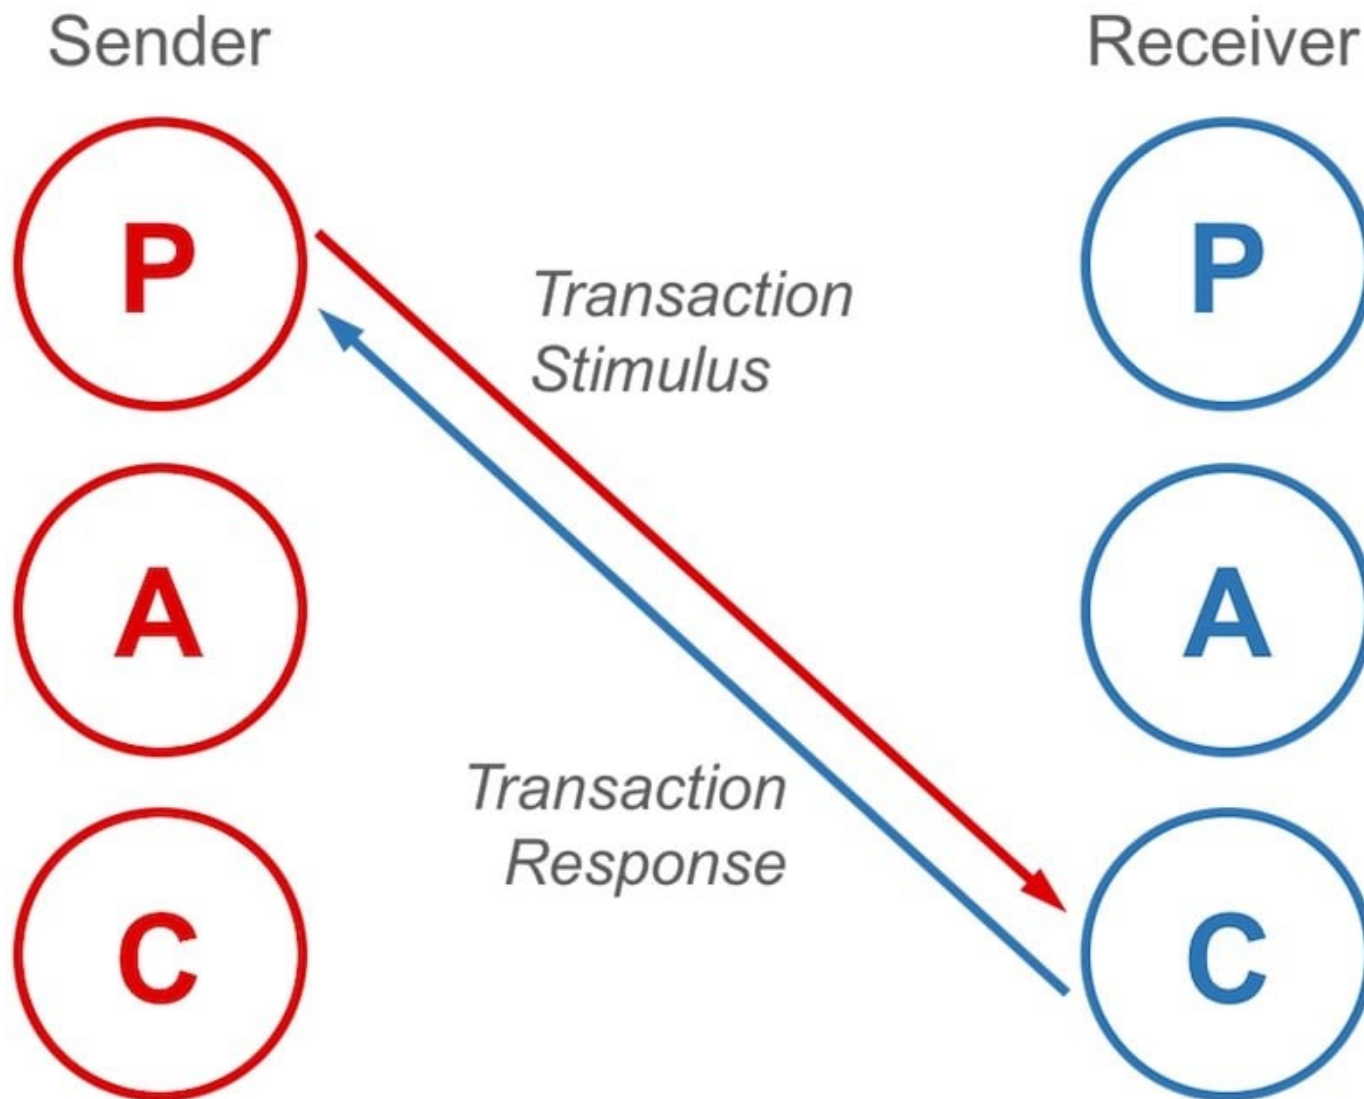 Sender
Receiver
P
P
Transaction
Stimulus
A
A
Transaction
Response
C
C